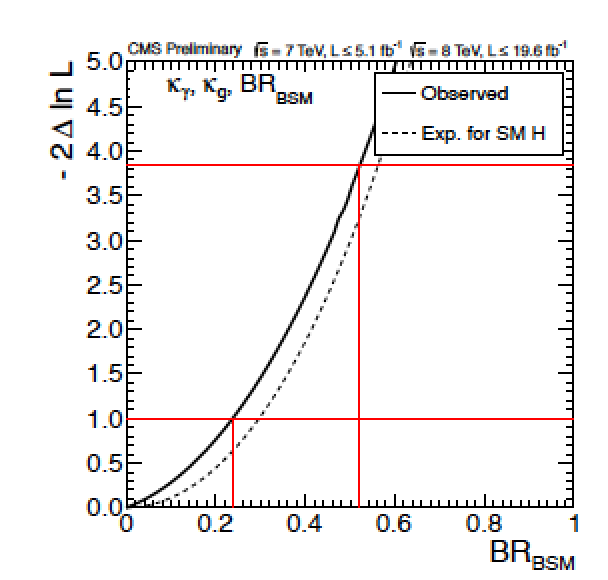 CMS Preliminary √s = 7 TeV, L ≤ 5.1 fb⁻¹ √s = 8 TeV, L ≤ 19.6 fb⁻¹
- 2 Δ ln L
κγ, κg, BR_BSM
Observed
Exp. for SM H
5.0
4.5
4.0
3.5
3.0
2.5
2.0
1.5
1.0
0.5
0.0
0 0.2 0.4 0.6 0.8 1
BR_BSM